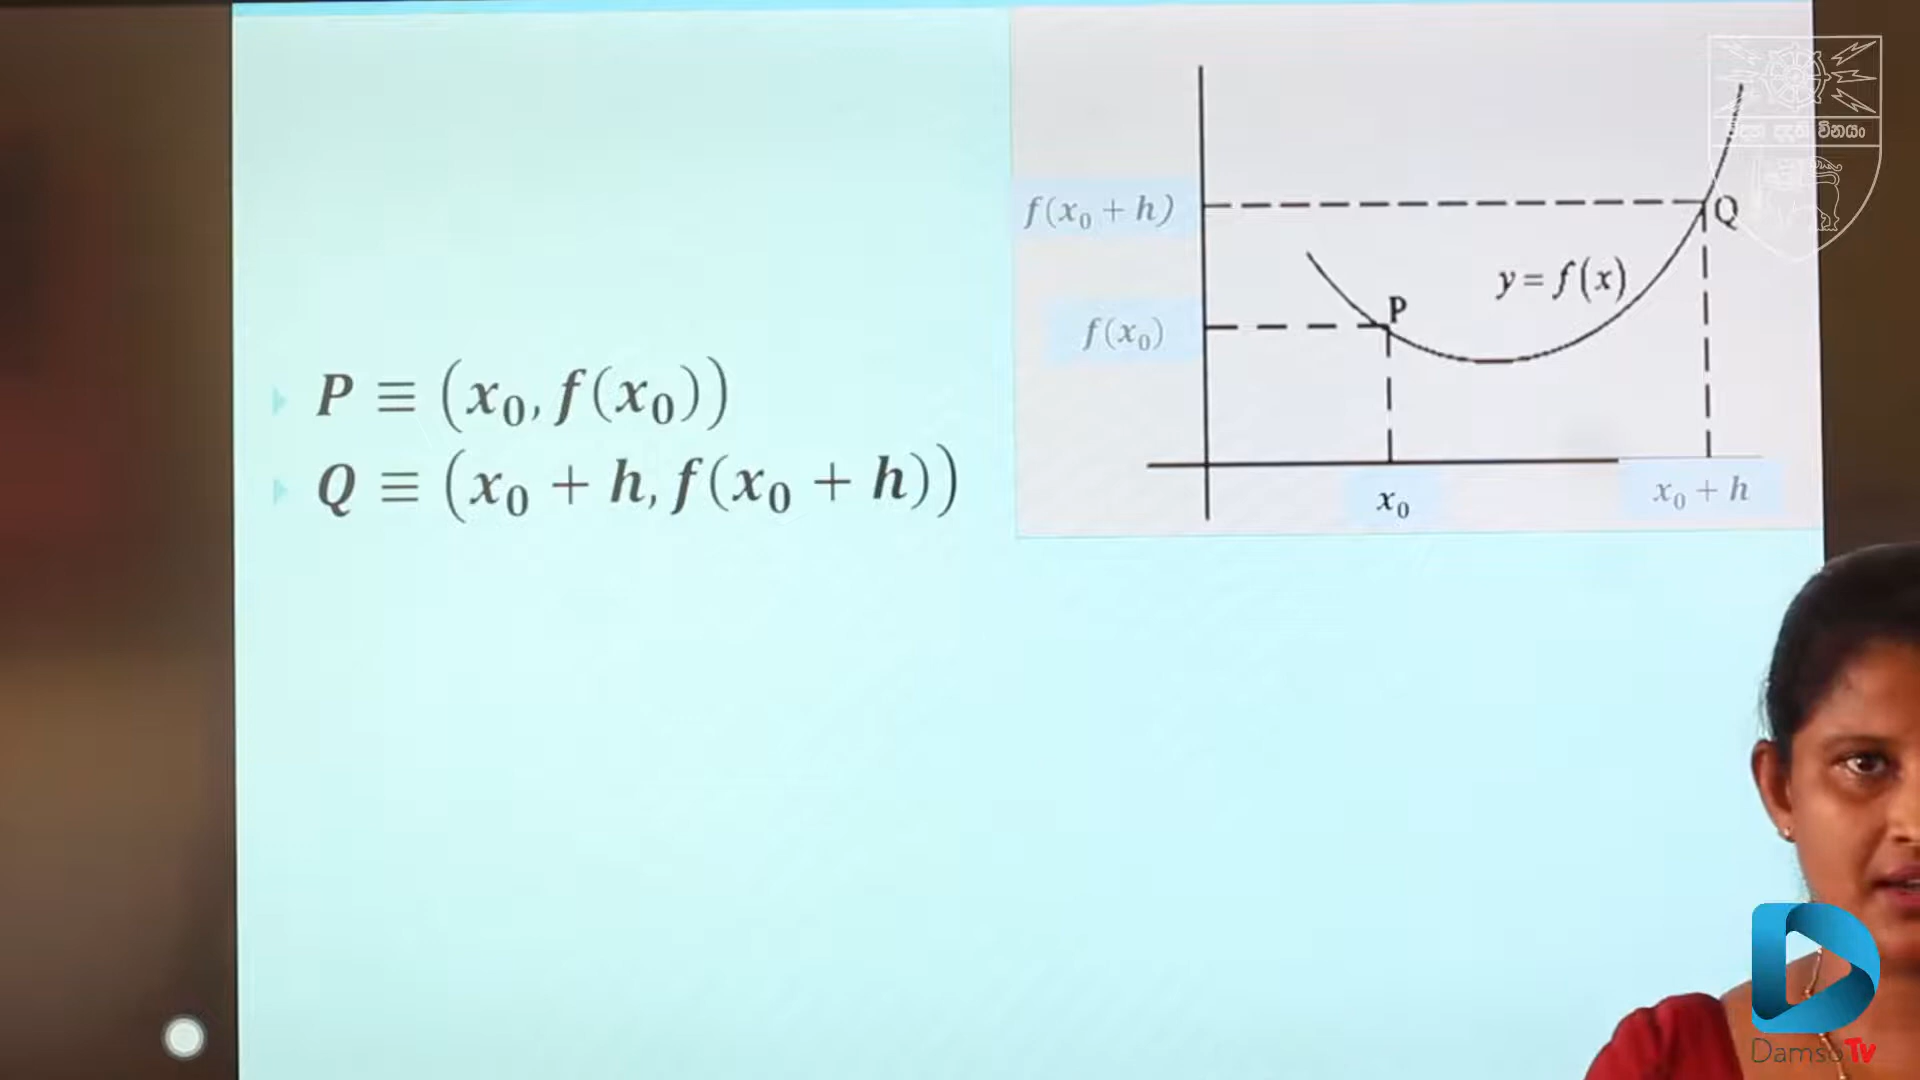 P ≡ (x₀, f(x₀))
Q ≡ (x₀ + h, f(x₀ + h))
f(x₀ + h)
Q
y = f(x)
P
f(x₀)
x₀
x₀ + h
විනයං
DamsoTv